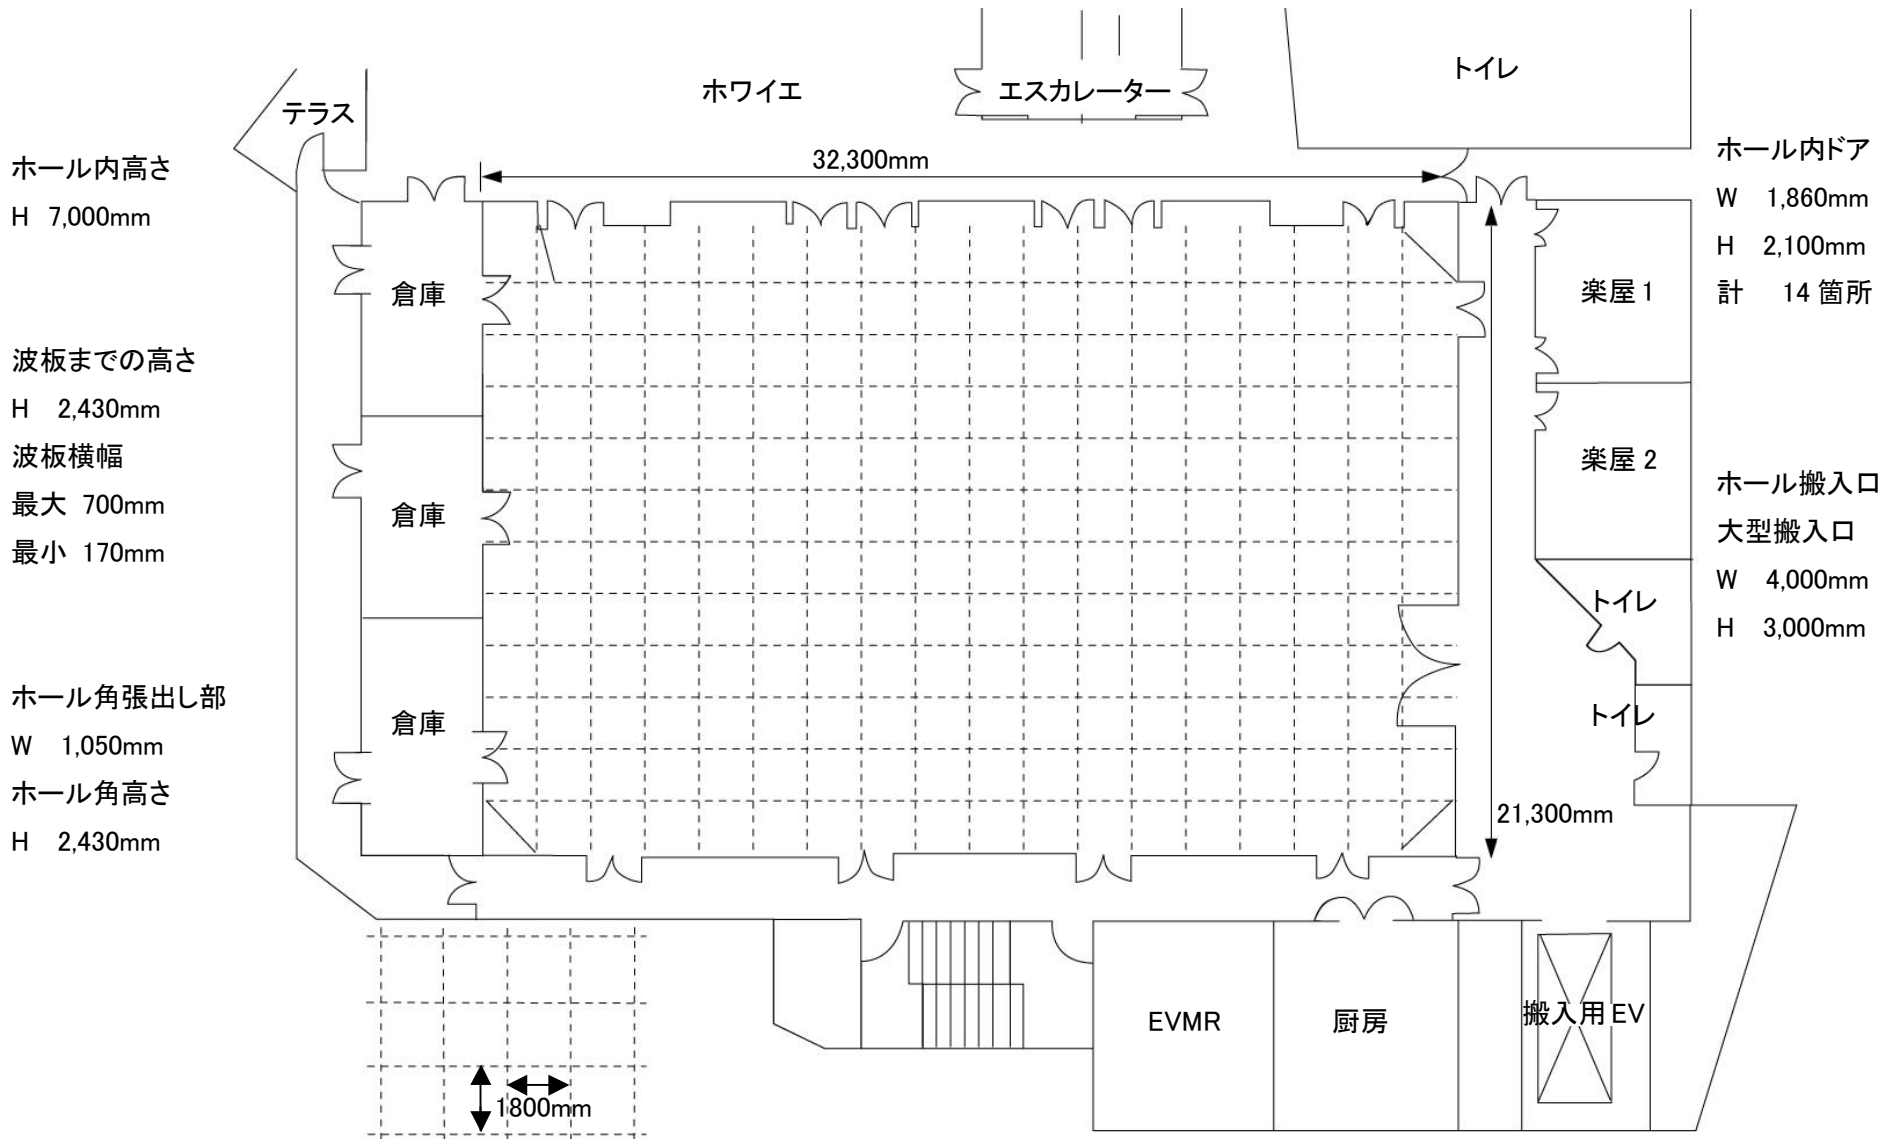 トイレ
ホワイエ
エスカレーター
テラス
32,300mm
ホール内高さ
H 7,000mm
ホール内ドア
W 1,860mm
H 2,100mm
計 14箇所
倉庫
楽屋1
波板までの高さ
H 2,430mm
波板横幅
最大 700mm
最小 170mm
倉庫
楽屋2
ホール搬入口
大型搬入口
W 4,000mm
H 3,000mm
トイレ
ホール角張出し部
W 1,050mm
ホール角高さ
H 2,430mm
倉庫
トイレ
21,300mm
EVMR
厨房
搬入用EV
1800mm